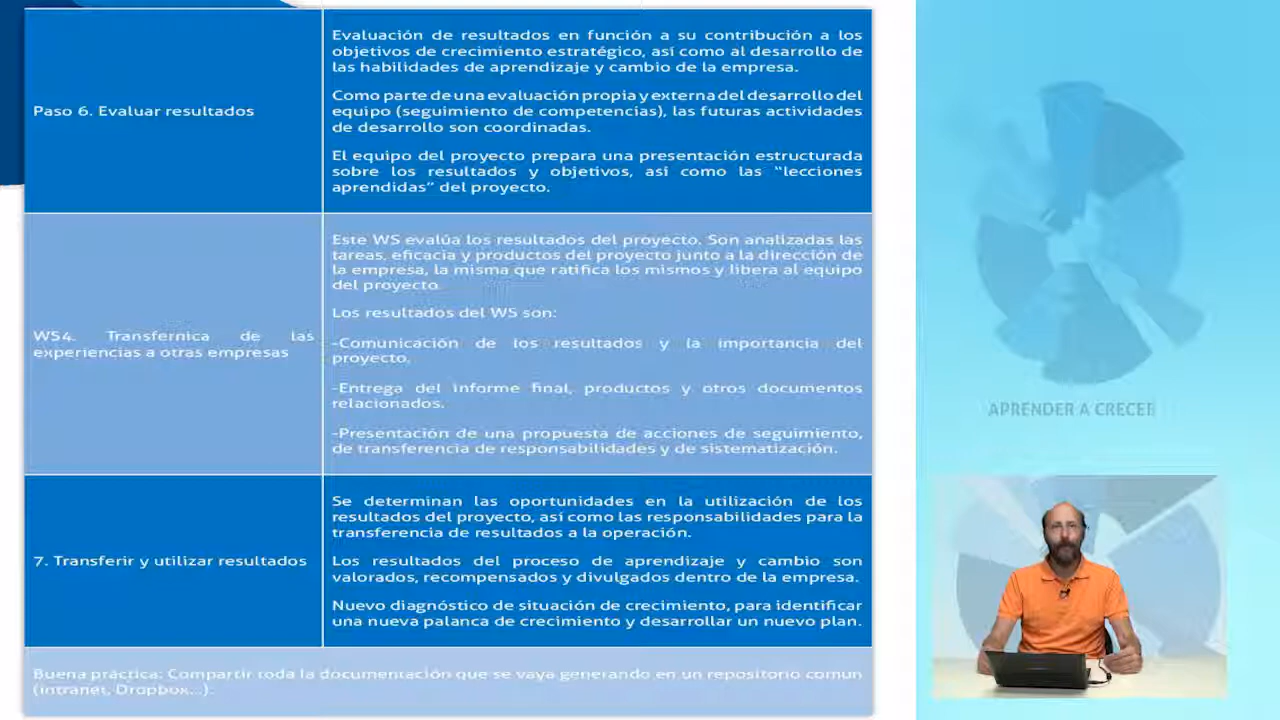 Paso 6. Evaluar resultados
Evaluación de resultados en función a su contribución a los
objetivos de crecimiento estratégico, así como al desarrollo de
las habilidades de aprendizaje y cambio de la empresa.
Como parte de una evaluación propia y externa del desarrollo del
equipo (seguimiento de competencias), las futuras actividades
de desarrollo son coordinadas.
El equipo del proyecto prepara una presentación estructurada
sobre los resultados y objetivos, asi como las “lecciones
aprendidas” del proyecto.
WS4. Transfernica de las
experiencias a otras empresas
Este WS evalúa los resultados del proyecto. Son analizadas las
tareas, eficacia y productos del proyecto junto a la dirección de
la empresa, la misma que ratifica los mismos y libera al equipo
del proyecto.
Los resultados del WS son:
-Comunicación de los resultados y la importancia del
proyecto.
-Entrega del informe final, productos y otros documentos
relacionados.
-Presentación de una propuesta de acciones de seguimiento,
de transferencia de responsabilidades y de sistematización.
7. Transferir y utilizar resultados
Se determinan las oportunidades en la utilización de los
resultados del proyecto, así como las responsabilidades para la
transferencia de resultados a la operación.
Los resultados del proceso de aprendizaje y cambio son
valorados, recompensados y divulgados dentro de la empresa.
Nuevo diagnóstico de situación de crecimiento, para identificar
una nueva palanca de crecimiento y desarrollar un nuevo plan.
Buena práctica: Compartir toda la documentación que se vaya generando en un repositorio comun
(intranet, Dropbox...).
APRENDER A CRECER